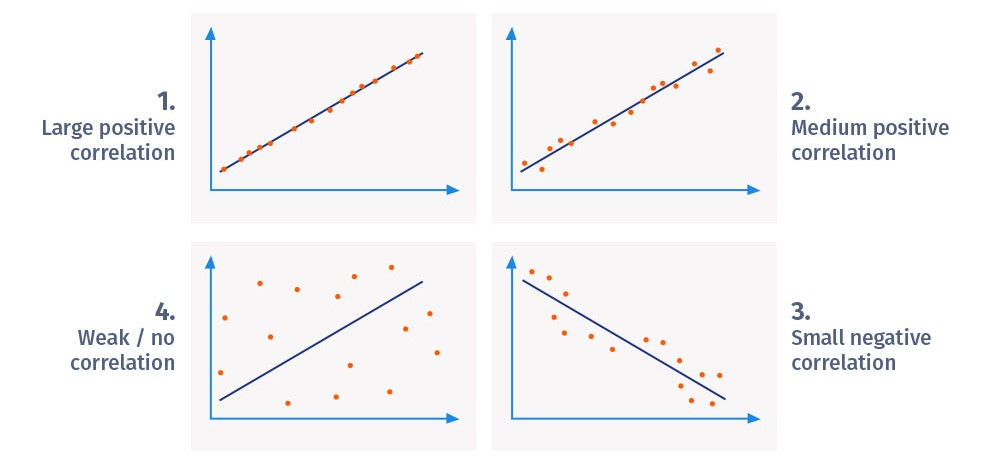 1.
Large positive
correlation
2.
Medium positive
correlation
4.
Weak / no
correlation
3.
Small negative
correlation